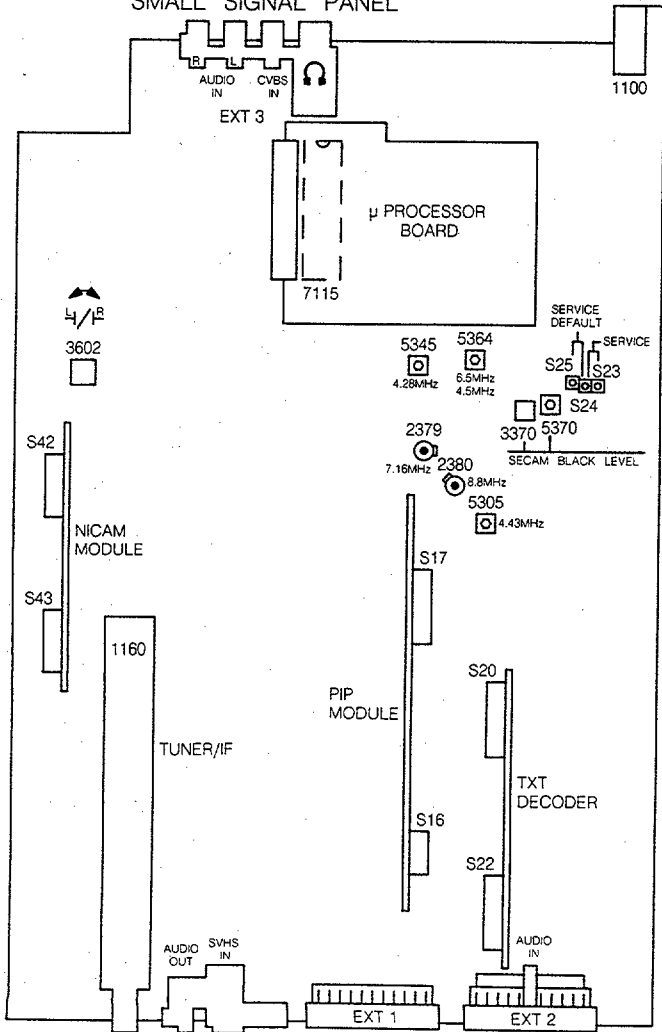 SMALL SIGNAL PANEL
R L
AUDIO IN
CVBS IN
EXT 3
1100
µ PROCESSOR
BOARD
7115
L/R
3602
5345
4.28MHz
5364
6.5MHz
4.5MHz
SERVICE
DEFAULT
SERVICE
S25
S23
S24
3370
5370
SECAM BLACK LEVEL
2379
7.16MHz
2380
8.8MHz
5305
4.43MHz
S42
NICAM
MODULE
S43
S17
1160
PIP
MODULE
TUNER/IF
S16
S20
TXT
DECODER
S22
AUDIO
OUT
SVHS
IN
AUDIO
IN
EXT 1
EXT 2